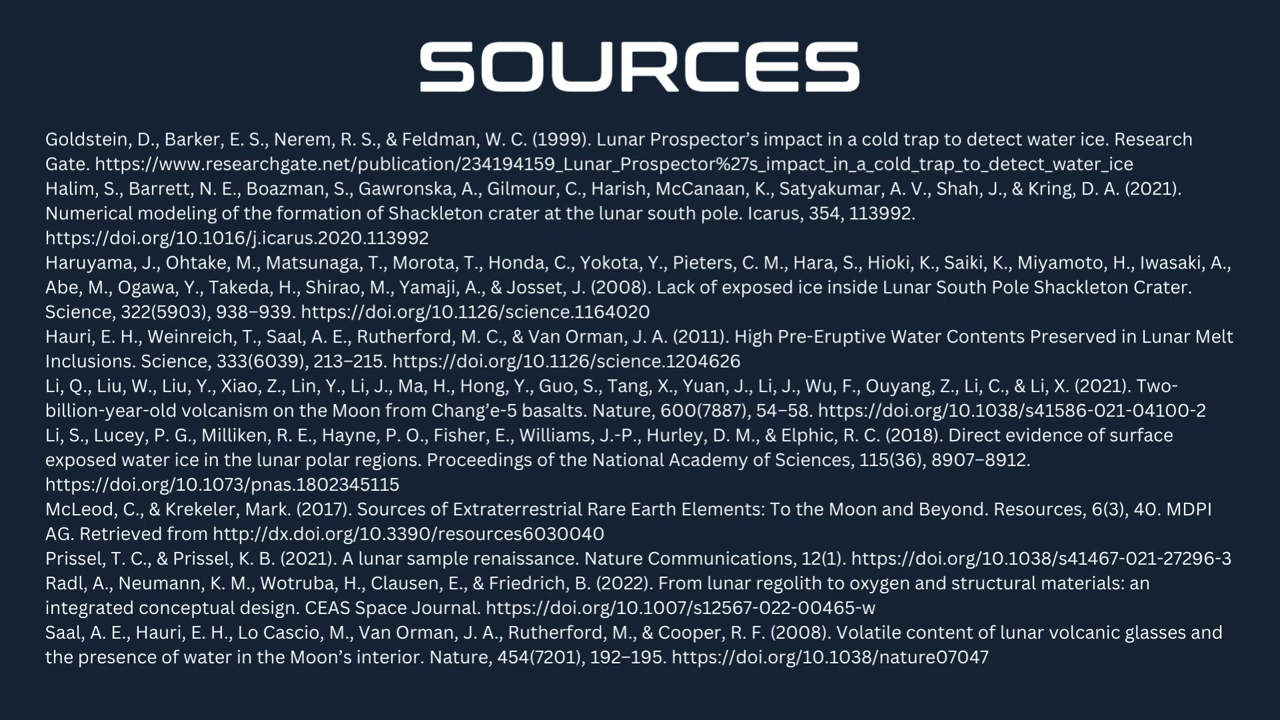 SOURCES
Goldstein, D., Barker, E. S., Nerem, R. S., & Feldman, W. C. (1999). Lunar Prospector’s impact in a cold trap to detect water ice. Research
Gate. https://www.researchgate.net/publication/234194159_Lunar_Prospector%27s_impact_in_a_cold_trap_to_detect_water_ice
Halim, S., Barrett, N. E., Boazman, S., Gawronska, A., Gilmour, C., Harish, McCanaan, K., Satyakumar, A. V., Shah, J., & Kring, D. A. (2021).
Numerical modeling of the formation of Shackleton crater at the lunar south pole. Icarus, 354, 113992.
https://doi.org/10.1016/j.icarus.2020.113992
Haruyama, J., Ohtake, M., Matsunaga, T., Morota, T., Honda, C., Yokota, Y., Pieters, C. M., Hara, S., Hioki, K., Saiki, K., Miyamoto, H., Iwasaki, A.,
Abe, M., Ogawa, Y., Takeda, H., Shirao, M., Yamaji, A., & Josset, J. (2008). Lack of exposed ice inside Lunar South Pole Shackleton Crater.
Science, 322(5903), 938–939. https://doi.org/10.1126/science.1164020
Hauri, E. H., Weinreich, T., Saal, A. E., Rutherford, M. C., & Van Orman, J. A. (2011). High Pre-Eruptive Water Contents Preserved in Lunar Melt
Inclusions. Science, 333(6039), 213–215. https://doi.org/10.1126/science.1204626
Li, Q., Liu, W., Liu, Y., Xiao, Z., Lin, Y., Li, J., Ma, H., Hong, Y., Guo, S., Tang, X., Yuan, J., Li, J., Wu, F., Ouyang, Z., Li, C., & Li, X. (2021). Two-
billion-year-old volcanism on the Moon from Chang’e-5 basalts. Nature, 600(7887), 54–58. https://doi.org/10.1038/s41586-021-04100-2
Li, S., Lucey, P. G., Milliken, R. E., Hayne, P. O., Fisher, E., Williams, J.-P., Hurley, D. M., & Elphic, R. C. (2018). Direct evidence of surface
exposed water ice in the lunar polar regions. Proceedings of the National Academy of Sciences, 115(36), 8907–8912.
https://doi.org/10.1073/pnas.1802345115
McLeod, C., & Krekeler, Mark. (2017). Sources of Extraterrestrial Rare Earth Elements: To the Moon and Beyond. Resources, 6(3), 40. MDPI
AG. Retrieved from http://dx.doi.org/10.3390/resources6030040
Prissel, T. C., & Prissel, K. B. (2021). A lunar sample renaissance. Nature Communications, 12(1). https://doi.org/10.1038/s41467-021-27296-3
Radl, A., Neumann, K. M., Wotruba, H., Clausen, E., & Friedrich, B. (2022). From lunar regolith to oxygen and structural materials: an
integrated conceptual design. CEAS Space Journal. https://doi.org/10.1007/s12567-022-00465-w
Saal, A. E., Hauri, E. H., Lo Cascio, M., Van Orman, J. A., Rutherford, M., & Cooper, R. F. (2008). Volatile content of lunar volcanic glasses and
the presence of water in the Moon’s interior. Nature, 454(7201), 192–195. https://doi.org/10.1038/nature07047